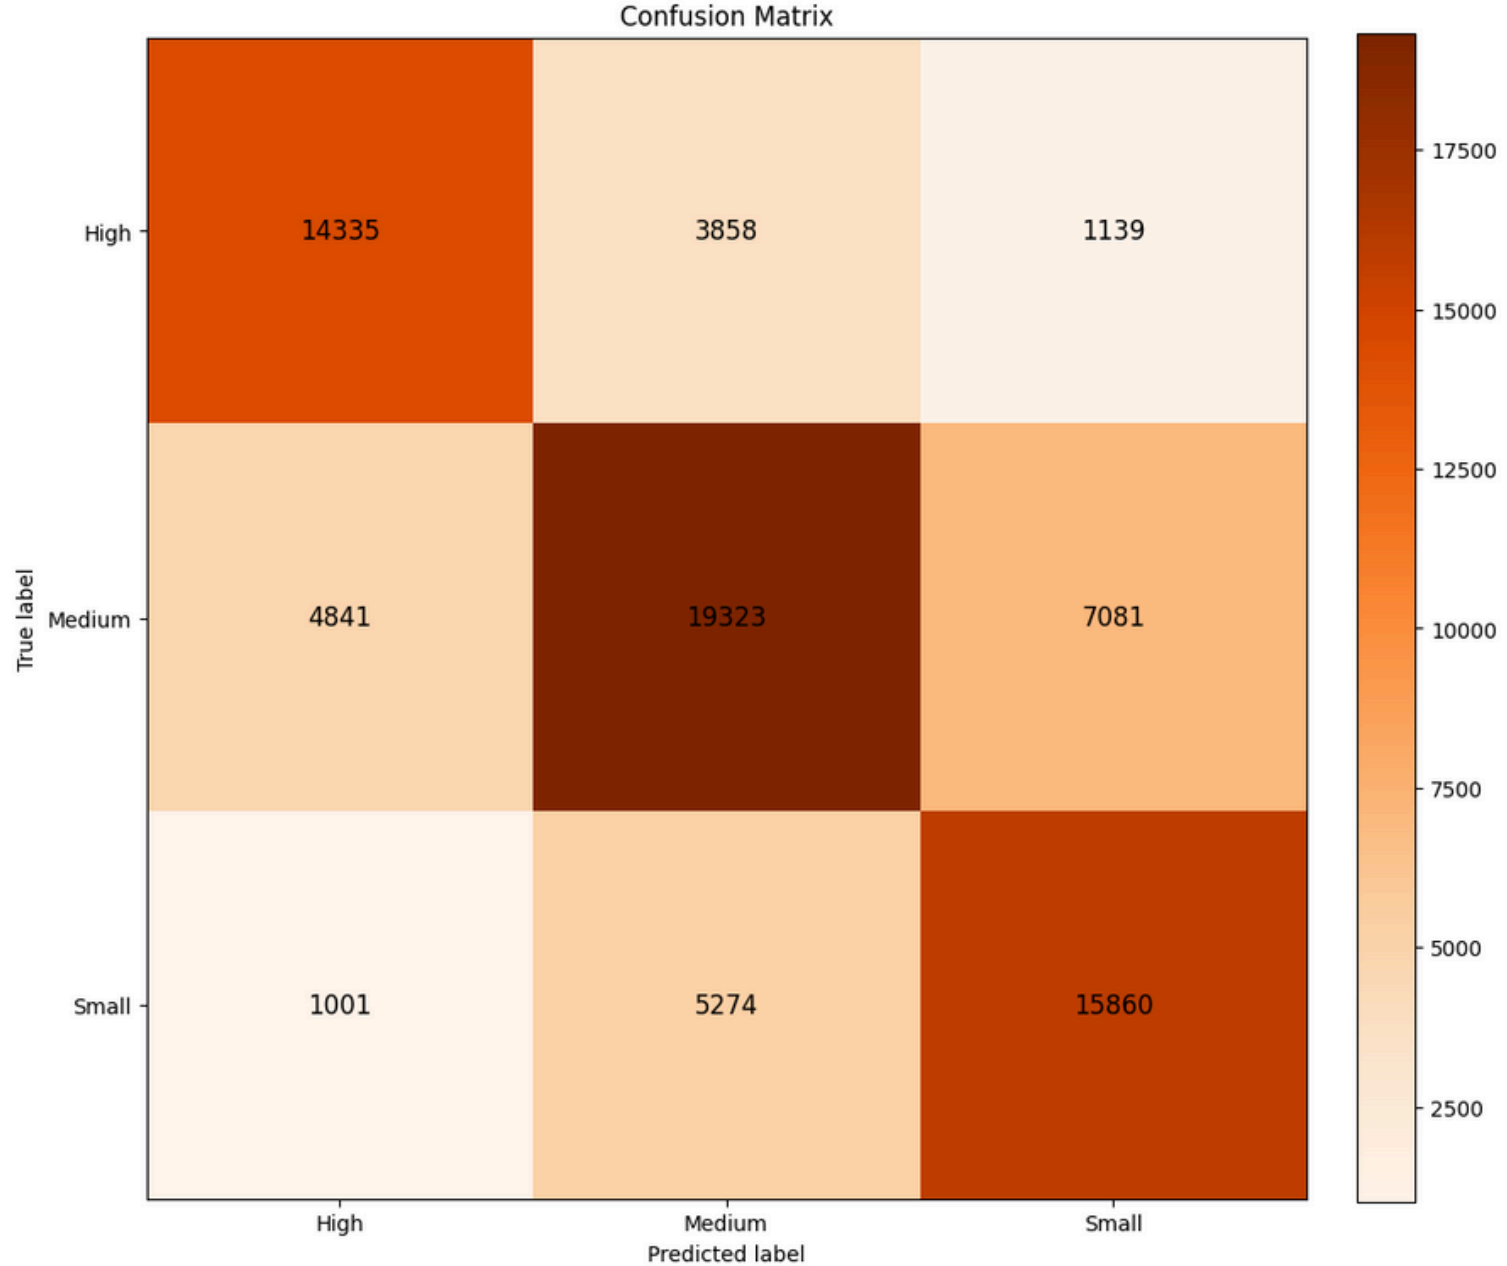 Confusion Matrix
True label
High
14335 3858 1139
Medium
4841 19323 7081
Small
1001 5274 15860
High Medium Small
Predicted label
17500
15000
12500
10000
7500
5000
2500